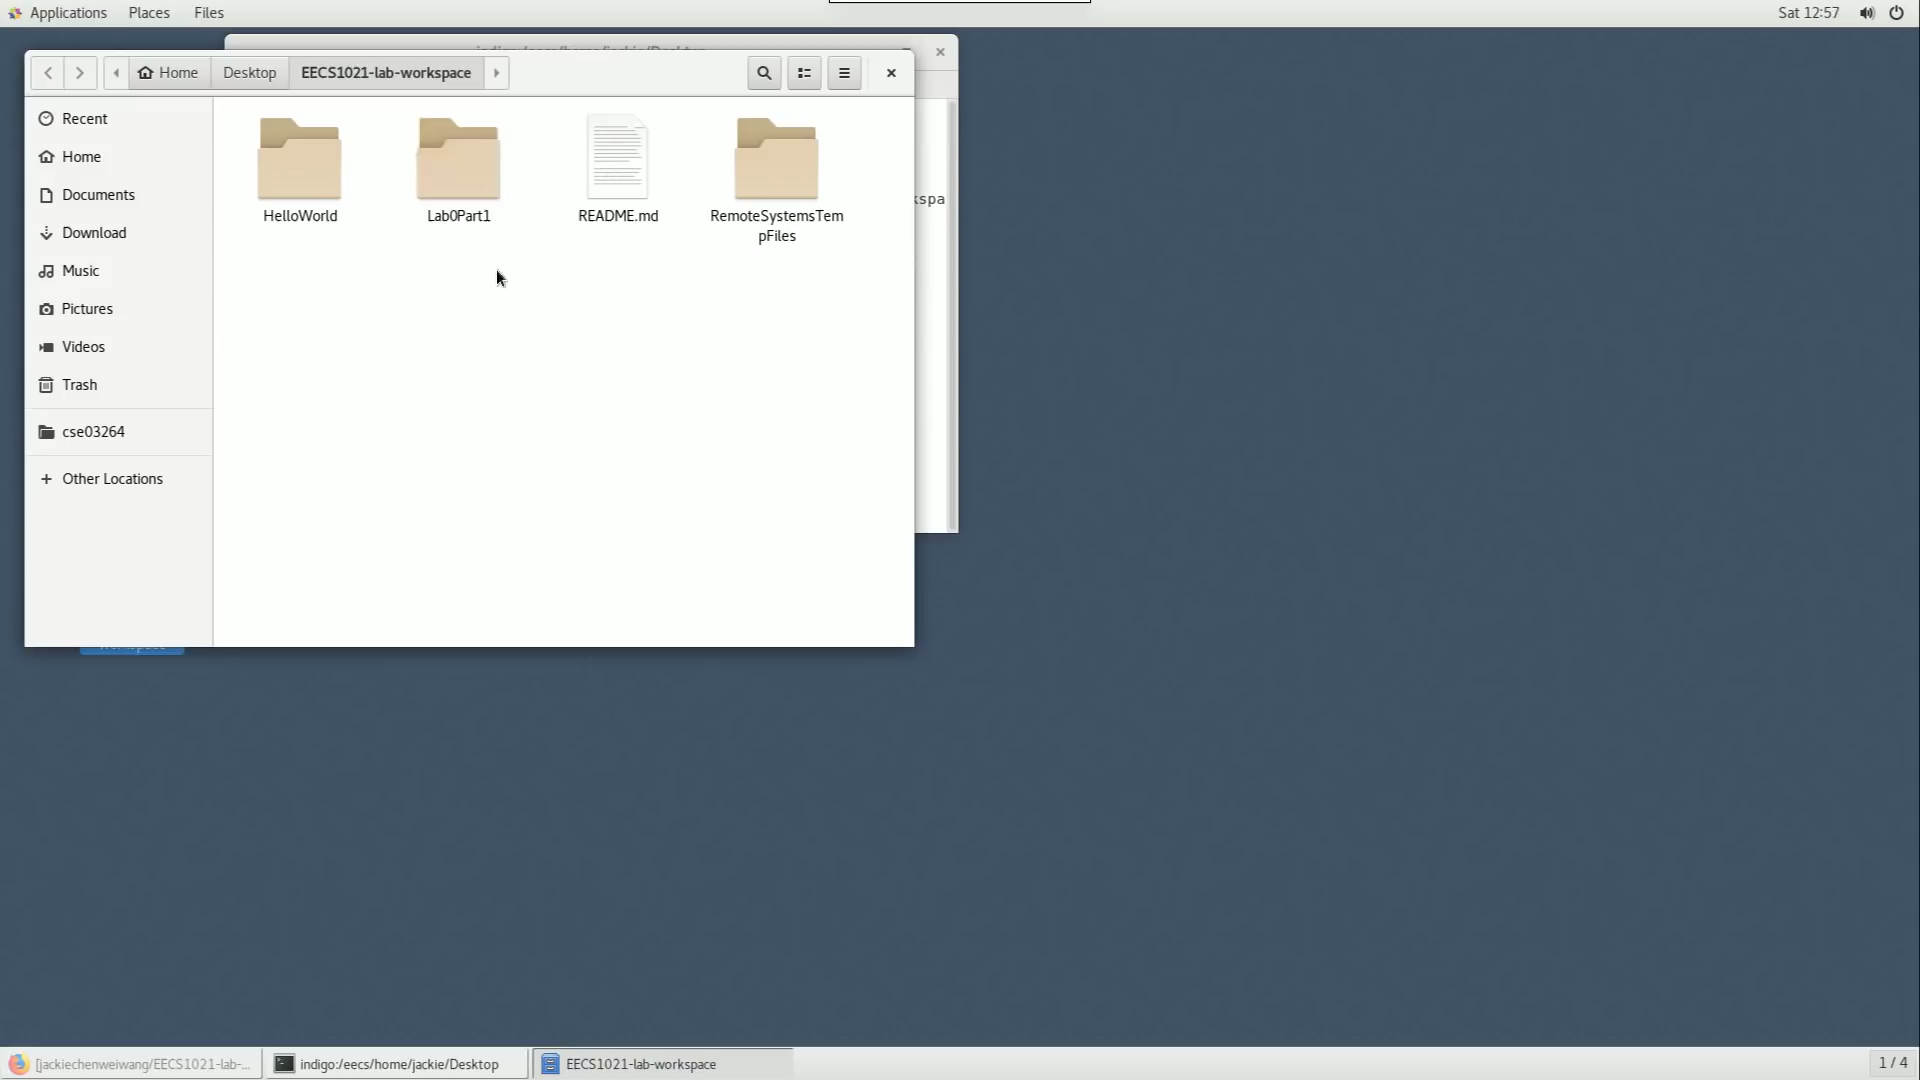 Applications Places Files Sat 12:57
Home Desktop EECS1021-lab-workspace
Recent
Home
Documents
Download
Music
Pictures
Videos
Trash
cse03264
Other Locations
HelloWorld Lab0Part1 README.md RemoteSystemsTem
pFiles
[jackiechenweiwang/EECS1021-lab-... indigo:/eecs/home/jackie/Desktop EECS1021-lab-workspace 1 / 4